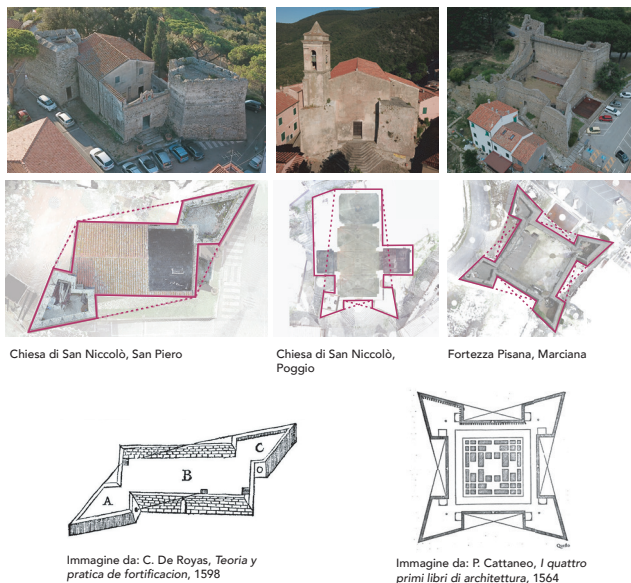 Chiesa di San Niccolò, San Piero
Chiesa di San Niccolò,
Poggio
Fortezza Pisana, Marciana
A
B
C
Immagine da: C. De Royas, Teoria y
pratica de fortificacion, 1598
Immagine da: P. Cattaneo, I quattro
primi libri di architettura, 1564